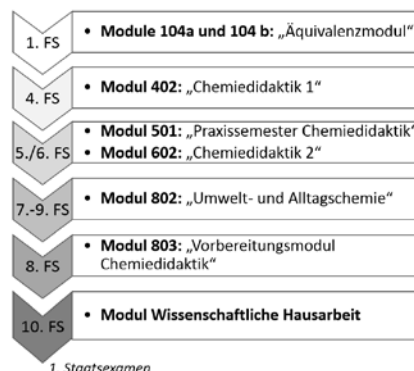 1. FS
• Module 104a und 104 b: „Äquivalenzmodul“
4. FS
• Modul 402: „Chemiedidaktik 1“
5./6. FS
• Modul 501: „Praxissemester Chemiedidaktik“
• Modul 602: „Chemiedidaktik 2“
7.-9. FS
• Modul 802: „Umwelt- und Alltagschemie“
8. FS
• Modul 803: „Vorbereitungsmodul
Chemiedidaktik“
10. FS
• Modul Wissenschaftliche Hausarbeit
1. Staatsexamen